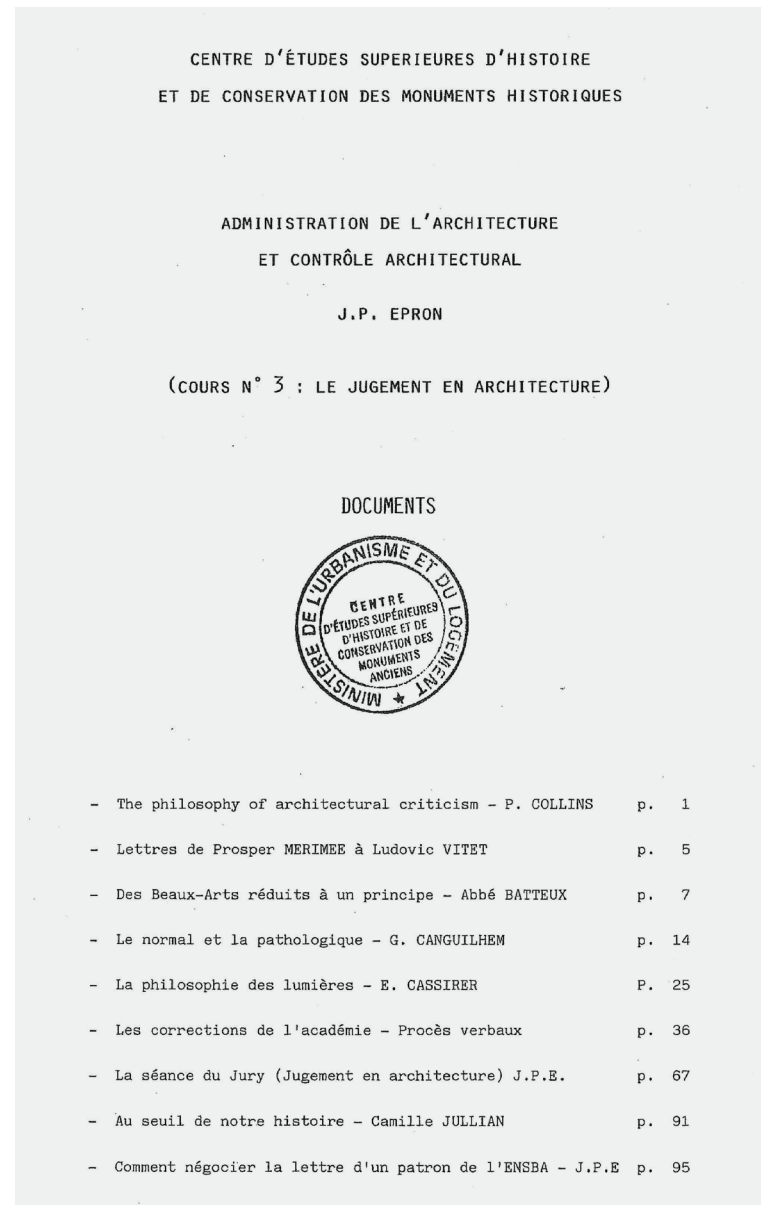 CENTRE D'ÉTUDES SUPERIEURES D'HISTOIRE
ET DE CONSERVATION DES MONUMENTS HISTORIQUES
ADMINISTRATION DE L'ARCHITECTURE
ET CONTRÔLE ARCHITECTURAL
J.P. EPRON
(COURS N° 3 : LE JUGEMENT EN ARCHITECTURE)
DOCUMENTS
MINISTERE DE L'URBANISME ET DU LOGEMENT
CENTRE
D'ÉTUDES SUPÉRIEURES
D'HISTOIRE ET DE
CONSERVATION DES
MONUMENTS
ANCIENS
- The philosophy of architectural criticism - P. COLLINS p. 1
- Lettres de Prosper MERIMEE à Ludovic VITET p. 5
- Des Beaux-Arts réduits à un principe - Abbé BATTEUX p. 7
- Le normal et la pathologique - G. CANGUILHEM p. 14
- La philosophie des lumières - E. CASSIRER P. 25
- Les corrections de l'académie - Procès verbaux p. 36
- La séance du Jury (Jugement en architecture) J.P.E. p. 67
- Au seuil de notre histoire - Camille JULLIAN p. 91
- Comment négocier la lettre d'un patron de l'ENSBA - J.P.E p. 95